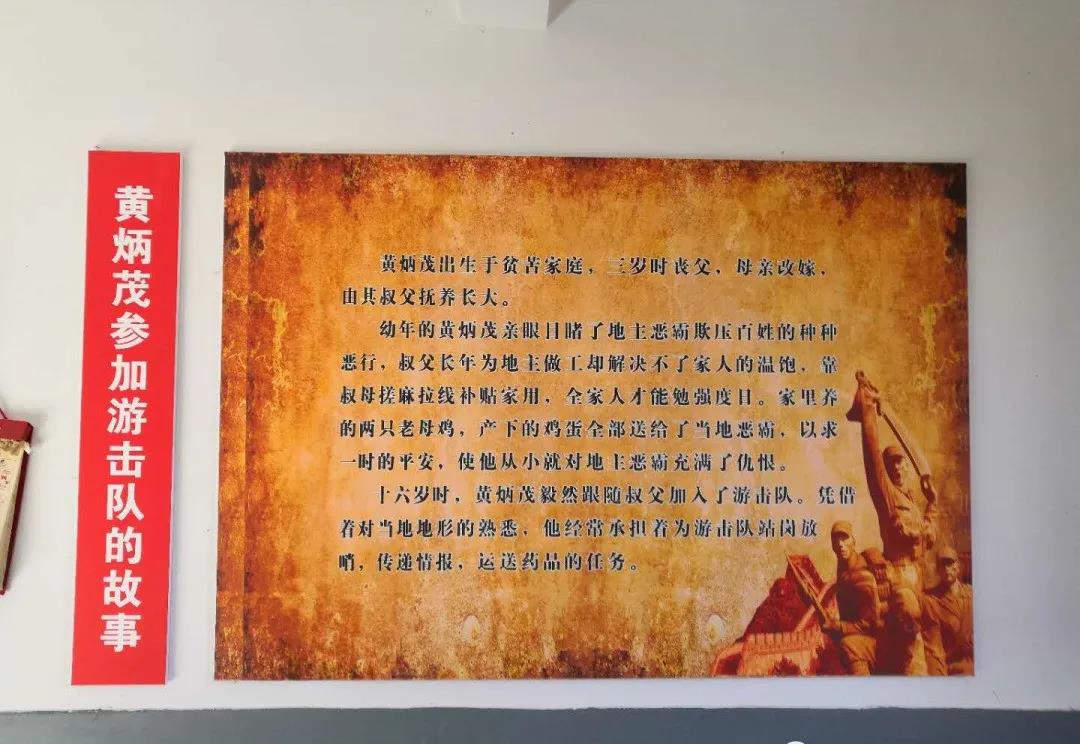 黄炳茂参加游击队的故事
黄炳茂出生于贫苦家庭，三岁时丧父，母亲改嫁，
由其叔父抚养长大。
幼年的黄炳茂亲眼目睹了地主恶霸欺压百姓的种种
恶行，叔父长年为地主做工却解决不了家人的温饱，靠
叔母搓麻拉线补贴家用，全家人才能勉强度日。家里养
的两只老母鸡，产下的鸡蛋全部送给了当地恶霸，以求
一时的平安，使他从小就对地主恶霸充满了仇恨。
十六岁时，黄炳茂毅然跟随叔父加入了游击队。凭借
着对当地地形的熟悉，他经常承担着为游击队站岗放
哨，传递情报，运送药品的任务。